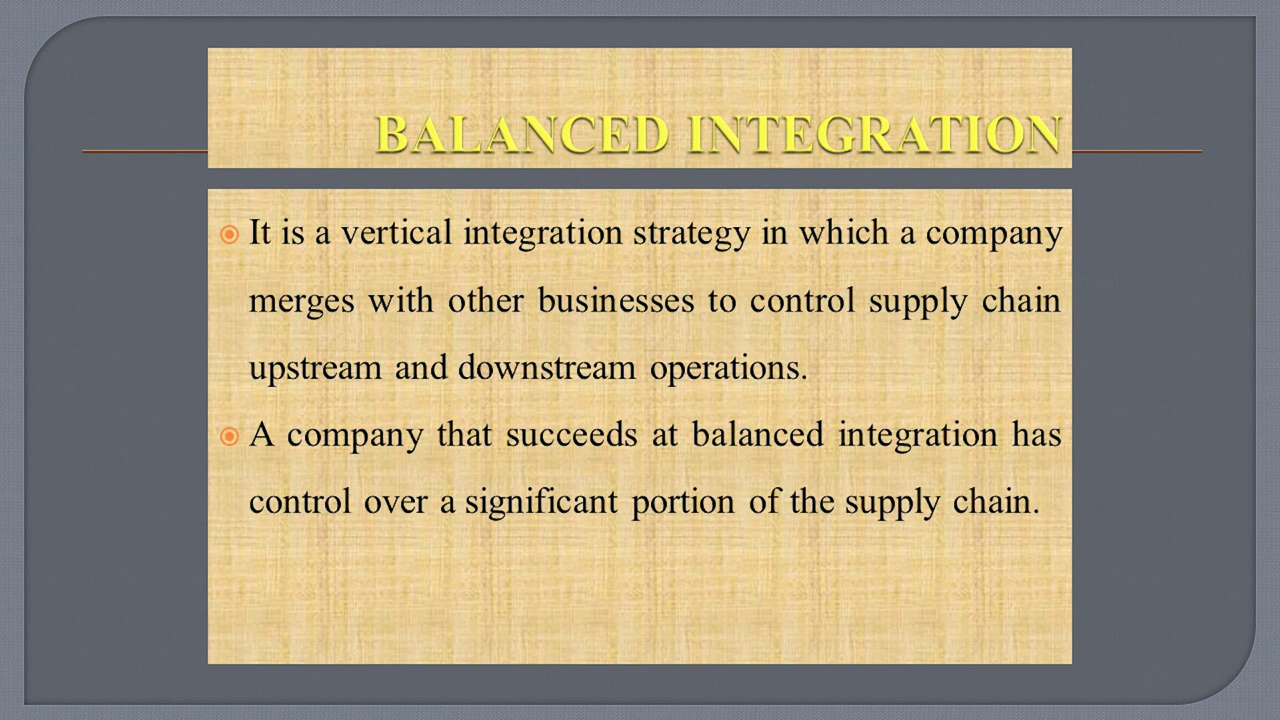 BALANCED INTEGRATION
It is a vertical integration strategy in which a company
merges with other businesses to control supply chain
upstream and downstream operations.
A company that succeeds at balanced integration has
control over a significant portion of the supply chain.